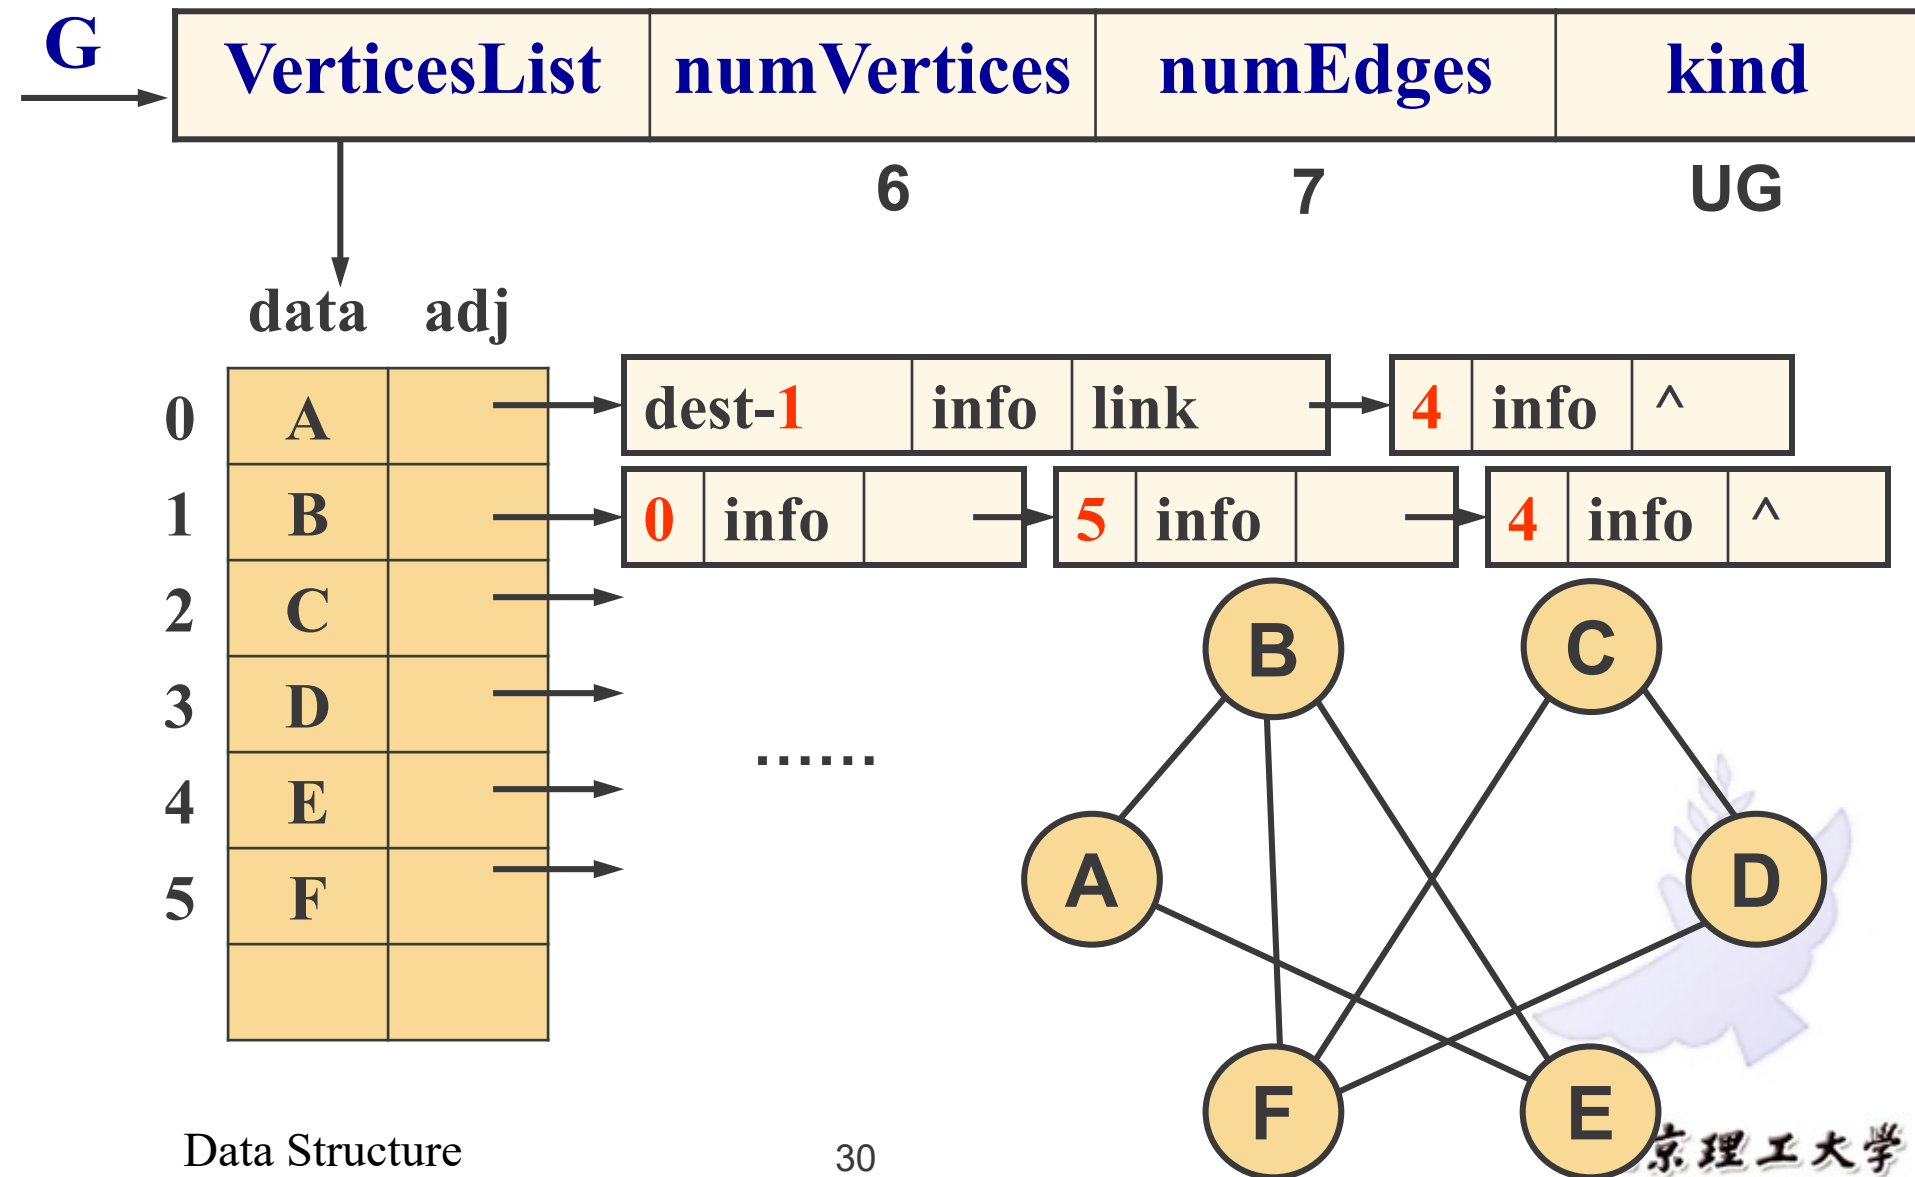 G
VerticesList numVertices numEdges kind
6 7 UG
data adj
0 A dest-1 info link 4 info ^
1 B 0 info 5 info 4 info ^
2 C
3 D
......
4 E
5 F
B C
A D
F E
Data Structure 30 京理工大学